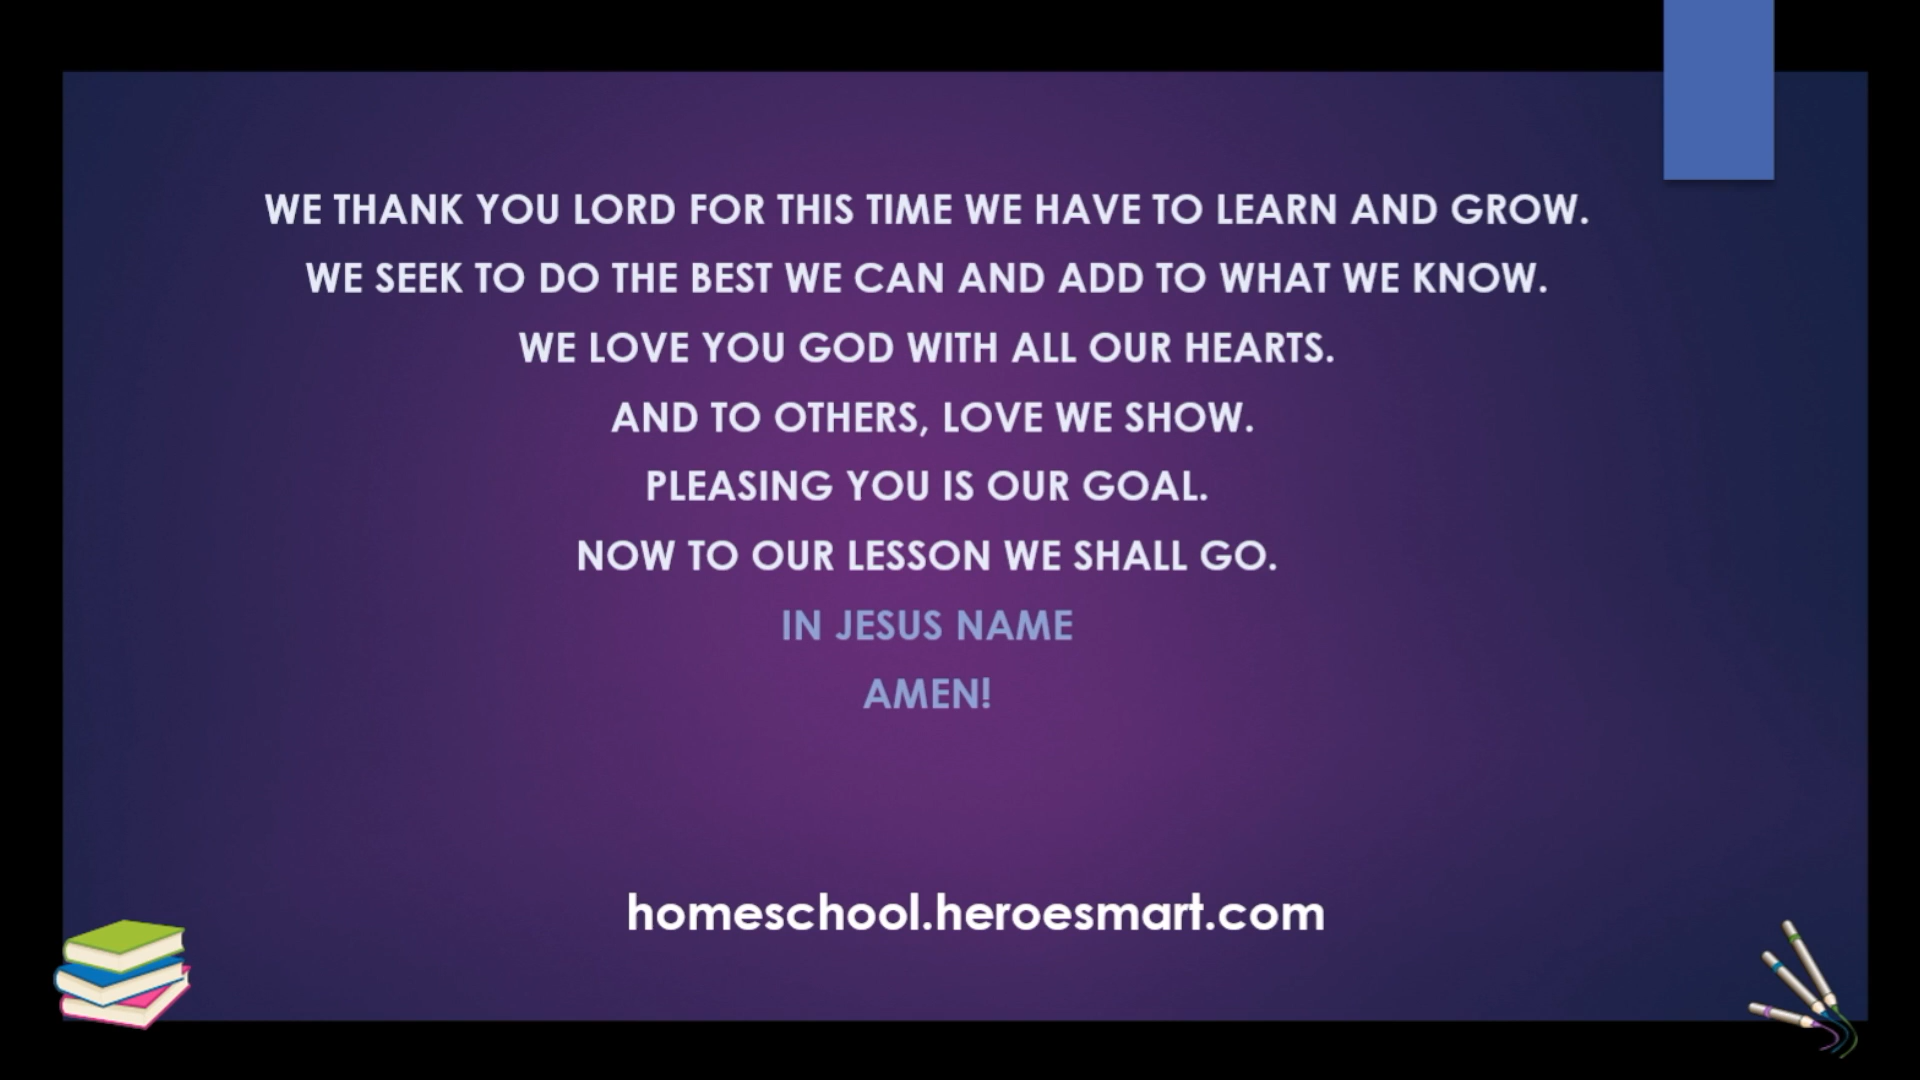 WE THANK YOU LORD FOR THIS TIME WE HAVE TO LEARN AND GROW.
WE SEEK TO DO THE BEST WE CAN AND ADD TO WHAT WE KNOW.
WE LOVE YOU GOD WITH ALL OUR HEARTS.
AND TO OTHERS, LOVE WE SHOW.
PLEASING YOU IS OUR GOAL.
NOW TO OUR LESSON WE SHALL GO.
IN JESUS NAME
AMEN!
homeschool.heroesmart.com